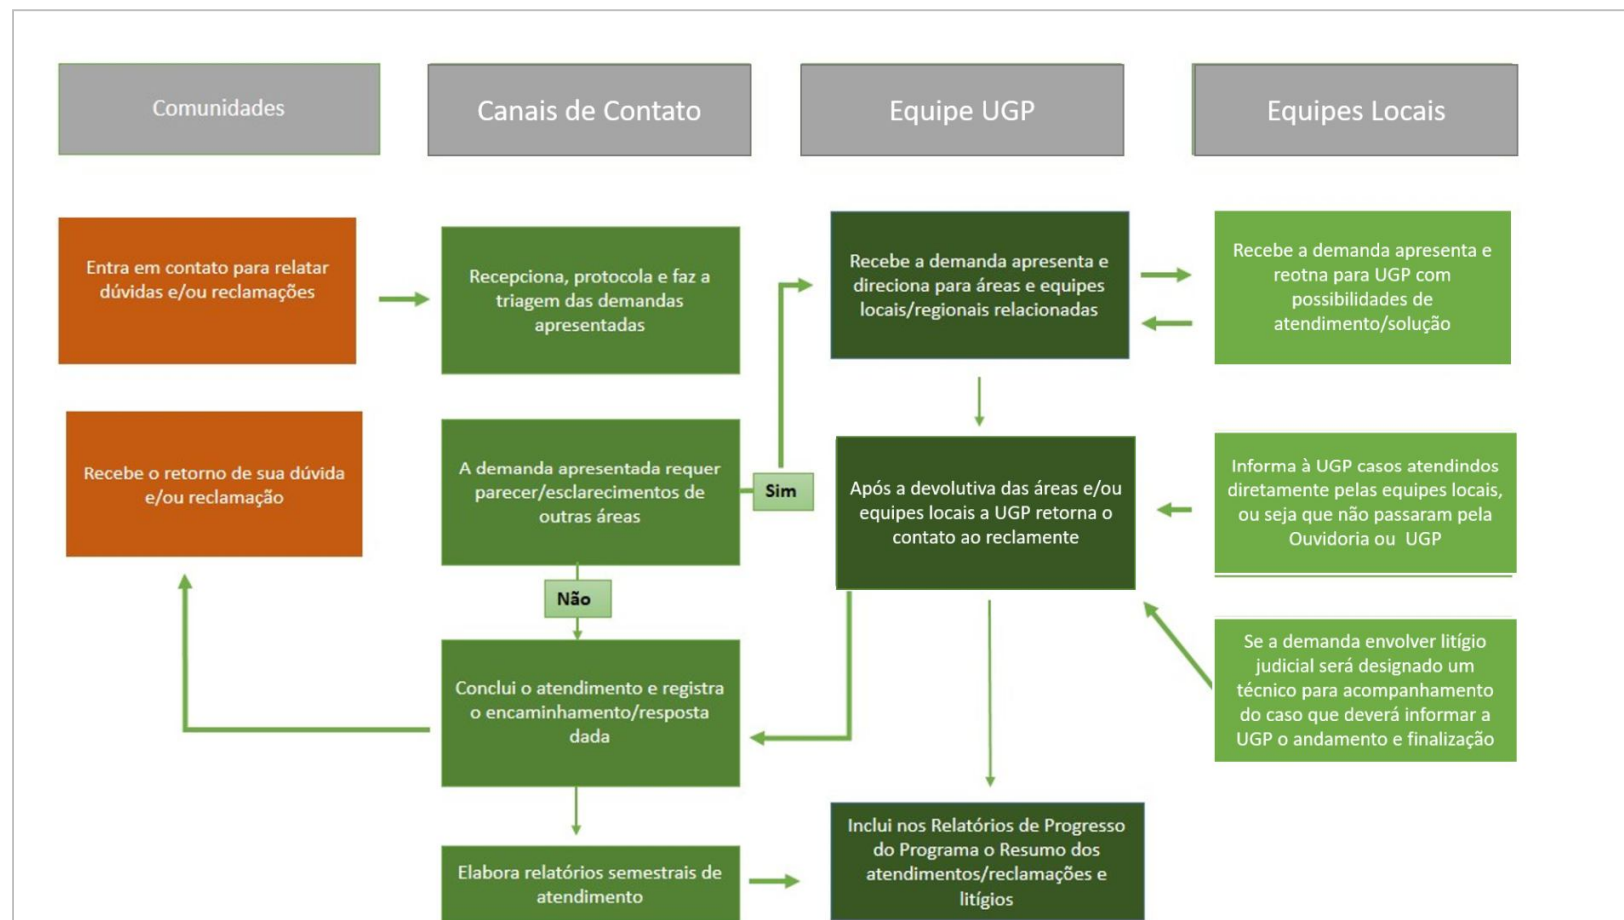 Comunidades
Canais de Contato
Equipe UGP
Equipes Locais
Entra em contato para relatar
dúvidas e/ou reclamações
Recepciona, protocola e faz a
triagem das demandas
apresentadas
Recebe a demanda apresenta e
direciona para áreas e equipes
locais/regionais relacionadas
Recebe a demanda apresenta e
reotna para UGP com
possibilidades de
atendimento/solução
Recebe o retorno de sua dúvida
e/ou reclamação
A demanda apresentada requer
parecer/esclarecimentos de
outras áreas
Sim
Após a devolutiva das áreas e/ou
equipes locais a UGP retorna o
contato ao reclamente
Informa à UGP casos atendindos
diretamente pelas equipes locais,
ou seja que não passaram pela
Ouvidoria ou UGP
Não
Conclui o atendimento e registra
o encaminhamento/resposta
dada
Se a demanda envolver litígio
judicial será designado um
técnico para acompanhamento
do caso que deverá informar a
UGP o andamento e finalização
Elabora relatórios semestrais de
atendimento
Inclui nos Relatórios de Progresso
do Programa o Resumo dos
atendimentos/reclamações e
litígios